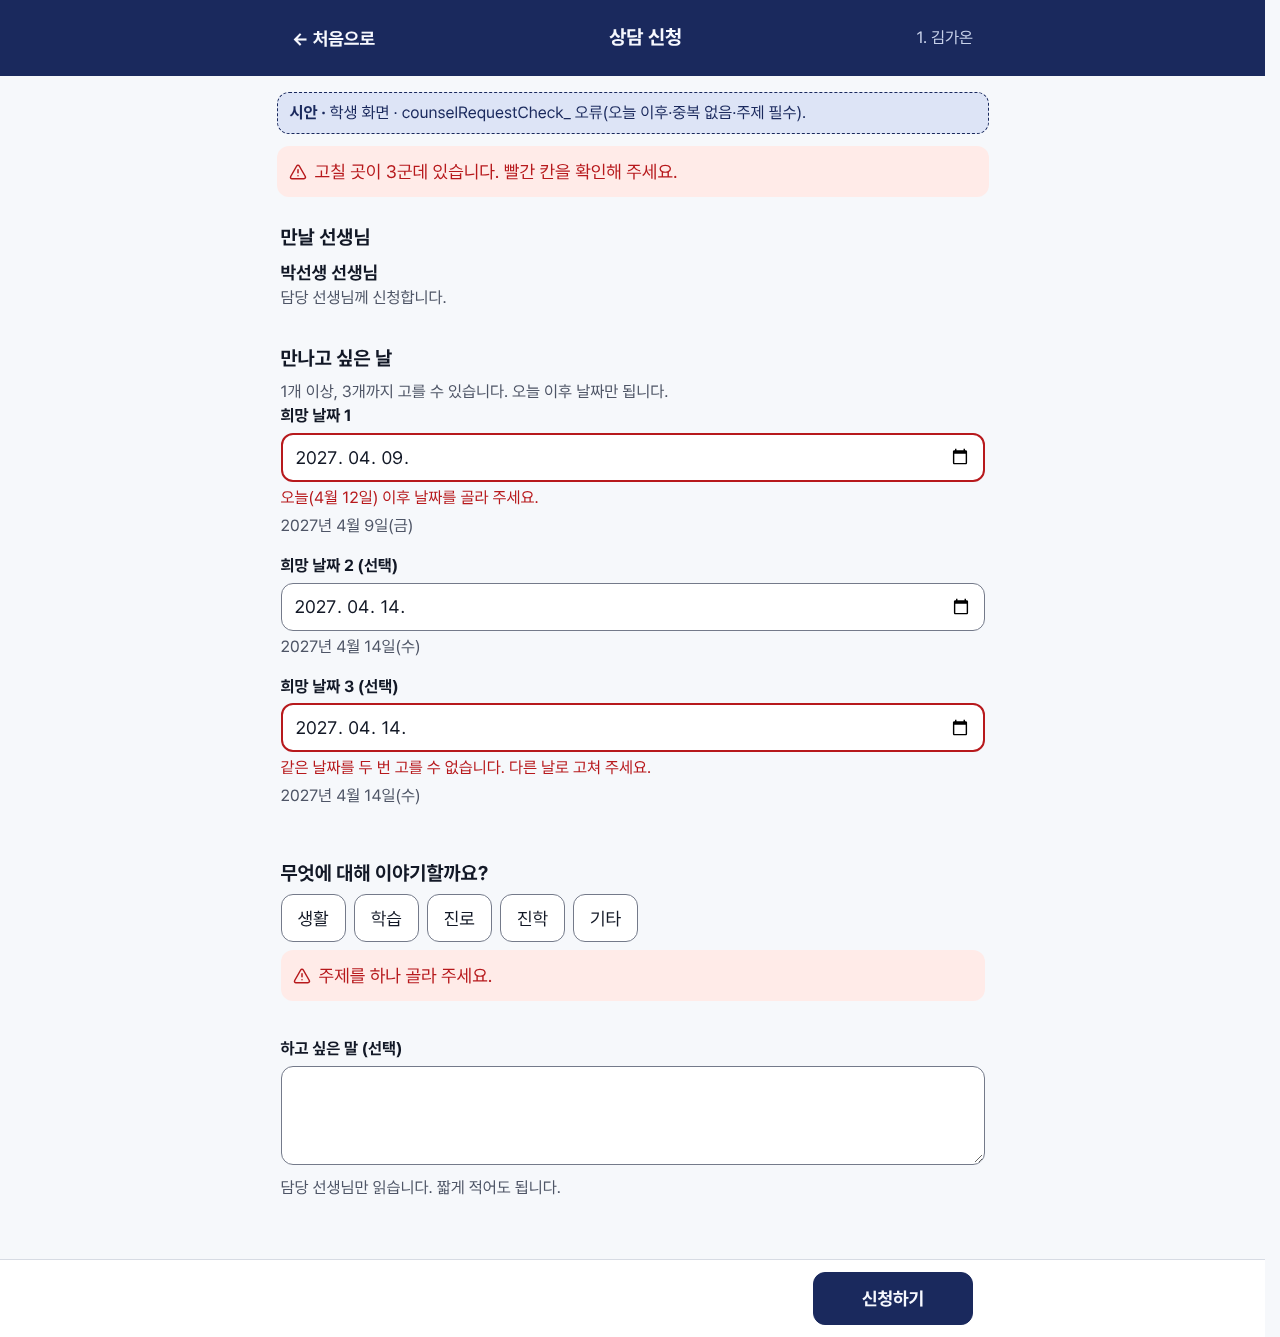 ← 처음으로
상담 신청
1. 김가온
시안 · 학생 화면 · counselRequestCheck_ 오류(오늘 이후·중복 없음·주제 필수).
고칠 곳이 3군데 있습니다. 빨간 칸을 확인해 주세요.
만날 선생님
박선생 선생님
담당 선생님께 신청합니다.
만나고 싶은 날
1개 이상, 3개까지 고를 수 있습니다. 오늘 이후 날짜만 됩니다.
희망 날짜 1
2027. 04. 09.
오늘(4월 12일) 이후 날짜를 골라 주세요.
2027년 4월 9일(금)
희망 날짜 2 (선택)
2027. 04. 14.
2027년 4월 14일(수)
희망 날짜 3 (선택)
2027. 04. 14.
같은 날짜를 두 번 고를 수 없습니다. 다른 날로 고쳐 주세요.
2027년 4월 14일(수)
무엇에 대해 이야기할까요?
생활 학습 진로 진학 기타
주제를 하나 골라 주세요.
하고 싶은 말 (선택)
담당 선생님만 읽습니다. 짧게 적어도 됩니다.
신청하기